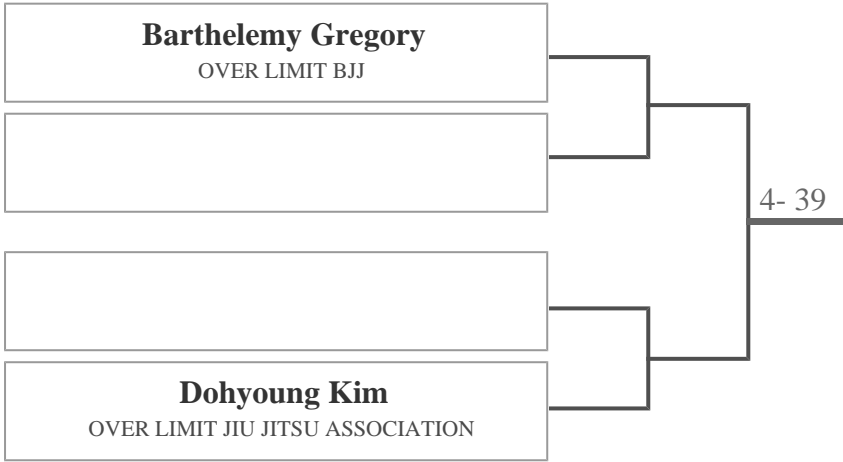 Barthelemy Gregory
OVER LIMIT BJJ
4- 39
Dohyoung Kim
OVER LIMIT JIU JITSU ASSOCIATION